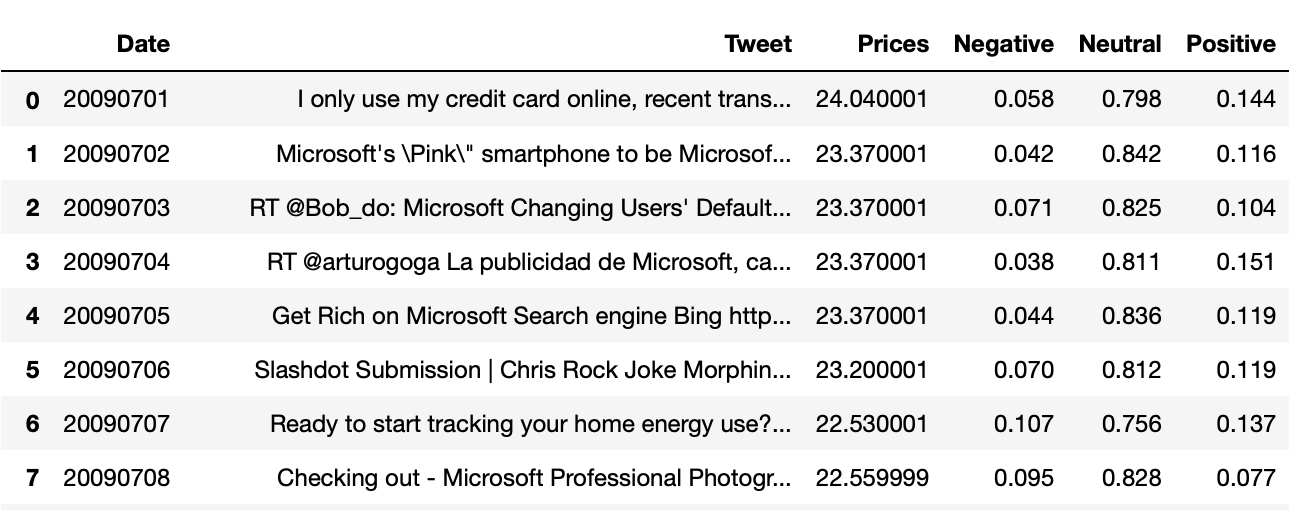 Date Tweet Prices Negative Neutral Positive
0 20090701 I only use my credit card online, recent trans... 24.040001 0.058 0.798 0.144
1 20090702 Microsoft's \Pink\" smartphone to be Microsof... 23.370001 0.042 0.842 0.116
2 20090703 RT @Bob_do: Microsoft Changing Users' Default... 23.370001 0.071 0.825 0.104
3 20090704 RT @arturogoga La publicidad de Microsoft, ca... 23.370001 0.038 0.811 0.151
4 20090705 Get Rich on Microsoft Search engine Bing http... 23.370001 0.044 0.836 0.119
5 20090706 Slashdot Submission | Chris Rock Joke Morphin... 23.200001 0.070 0.812 0.119
6 20090707 Ready to start tracking your home energy use?... 22.530001 0.107 0.756 0.137
7 20090708 Checking out - Microsoft Professional Photogr... 22.559999 0.095 0.828 0.077